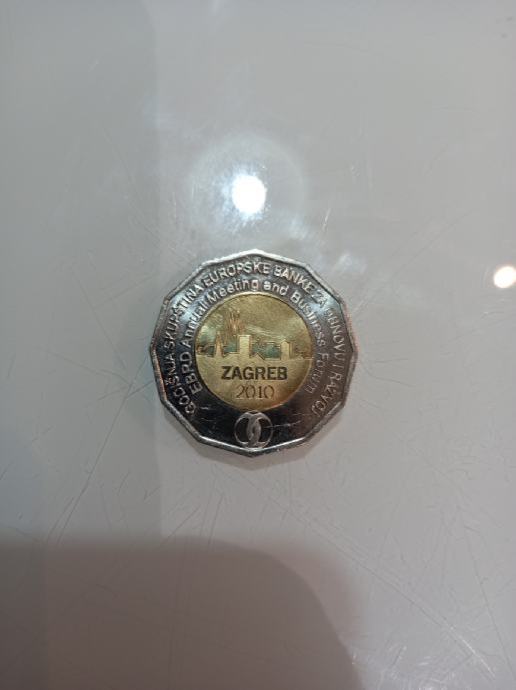 GODIŠNJA SKUPŠTINA EUROPSKE BANKE ZA OBNOVU I RAZVOJ
EBRD Annual Meeting and Business Forum
ZAGREB
2010